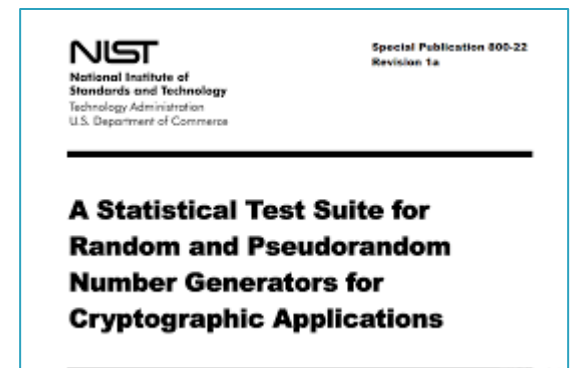 NIST
National Institute of
Standards and Technology
Technology Administration
U.S. Department of Commerce
Special Publication 800-22
Revision 1a
A Statistical Test Suite for
Random and Pseudorandom
Number Generators for
Cryptographic Applications